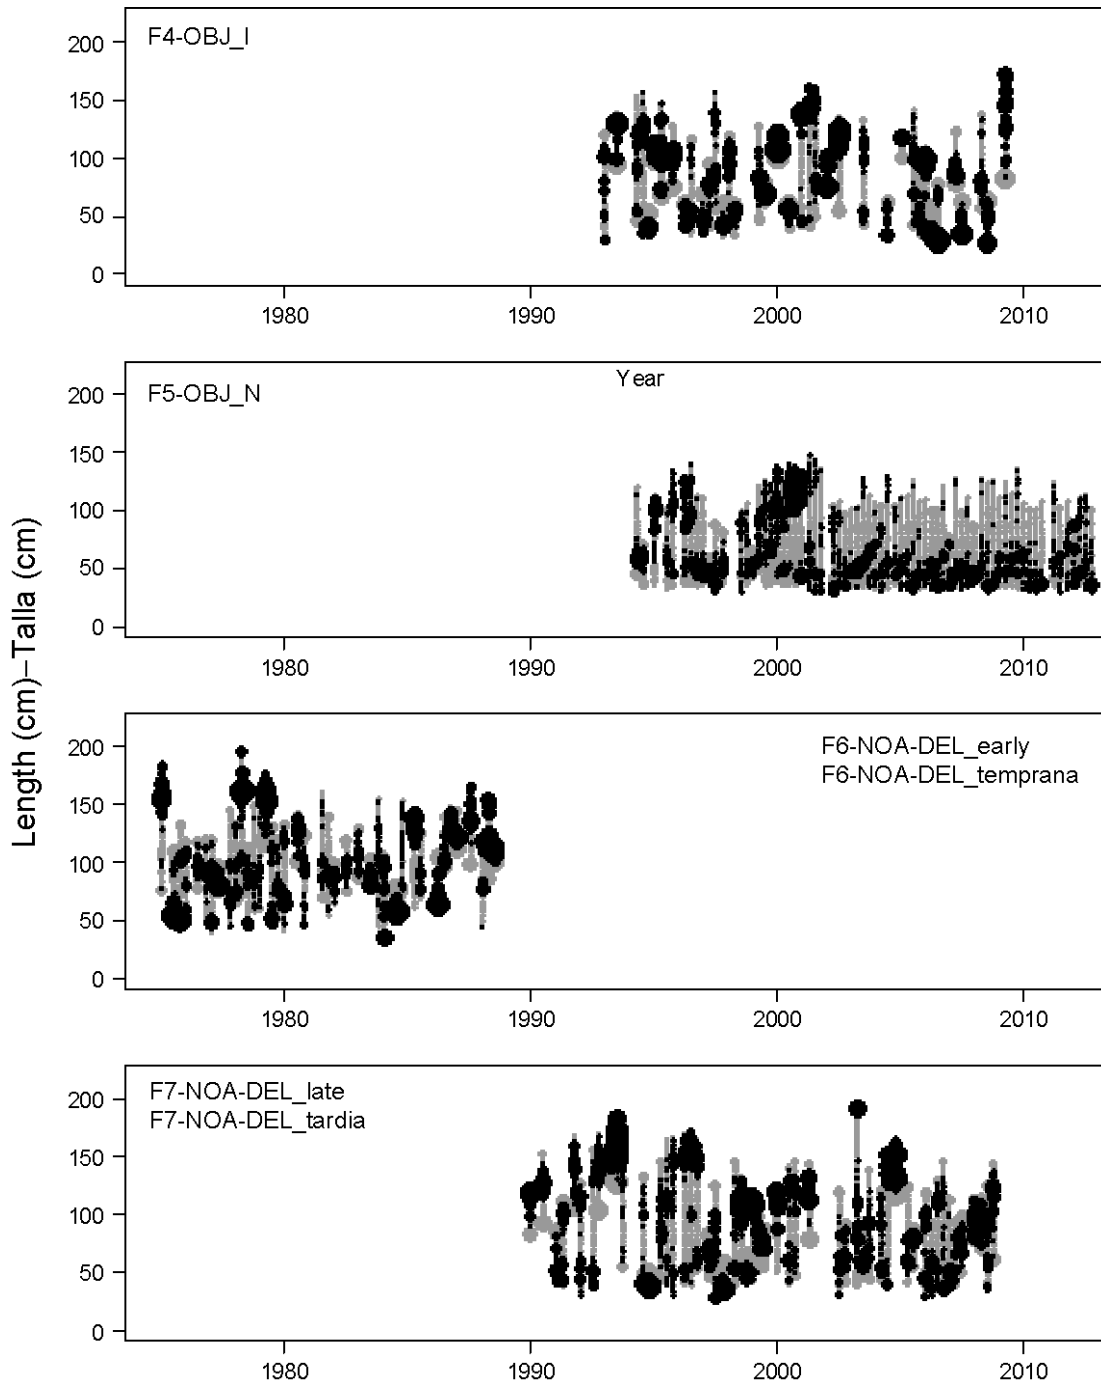 Length (cm)–Talla (cm)
F4-OBJ_I
200
150
100
50
0
1980 1990 2000 2010
Year
F5-OBJ_N
200
150
100
50
0
1980 1990 2000 2010
F6-NOA-DEL_early
F6-NOA-DEL_temprana
200
150
100
50
0
1980 1990 2000 2010
F7-NOA-DEL_late
F7-NOA-DEL_tardia
200
150
100
50
0
1980 1990 2000 2010